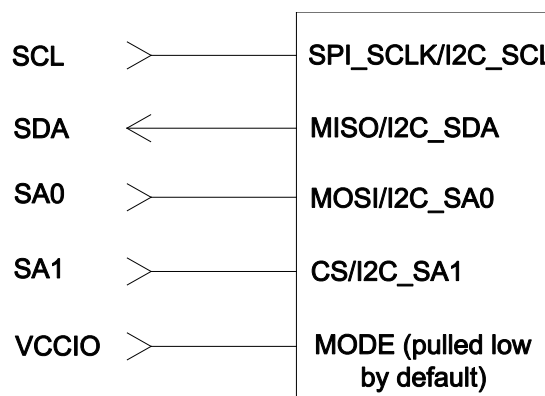 SCL SPI_SCLK/I2C_SCL
SDA MISO/I2C_SDA
SA0 MOSI/I2C_SA0
SA1 CS/I2C_SA1
VCCIO MODE (pulled low
by default)